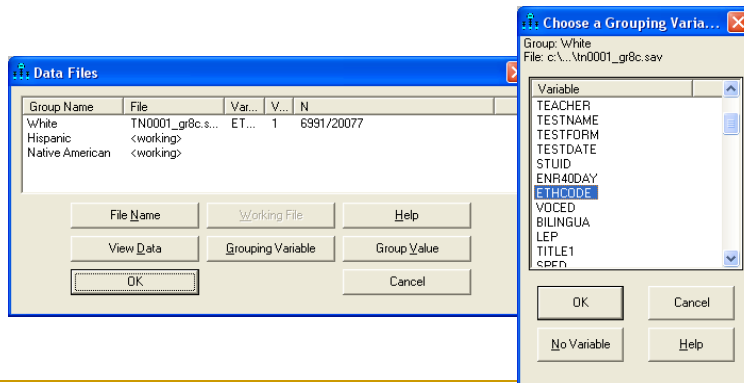 Data Files
Group Name File Var... V... N
White TN0001_gr8c.s... ET... 1 6991/20077
Hispanic <working>
Native American <working>
File Name Working File Help
View Data Grouping Variable Group Value
OK Cancel
Choose a Grouping Varia...
Group: White
File: c:\...\tn0001_gr8c.sav
Variable
TEACHER
TESTNAME
TESTFORM
TESTDATE
STUID
ENR40DAY
ETHCODE
VOCED
BILINGUA
LEP
TITLE1
SPED
OK Cancel
No Variable Help